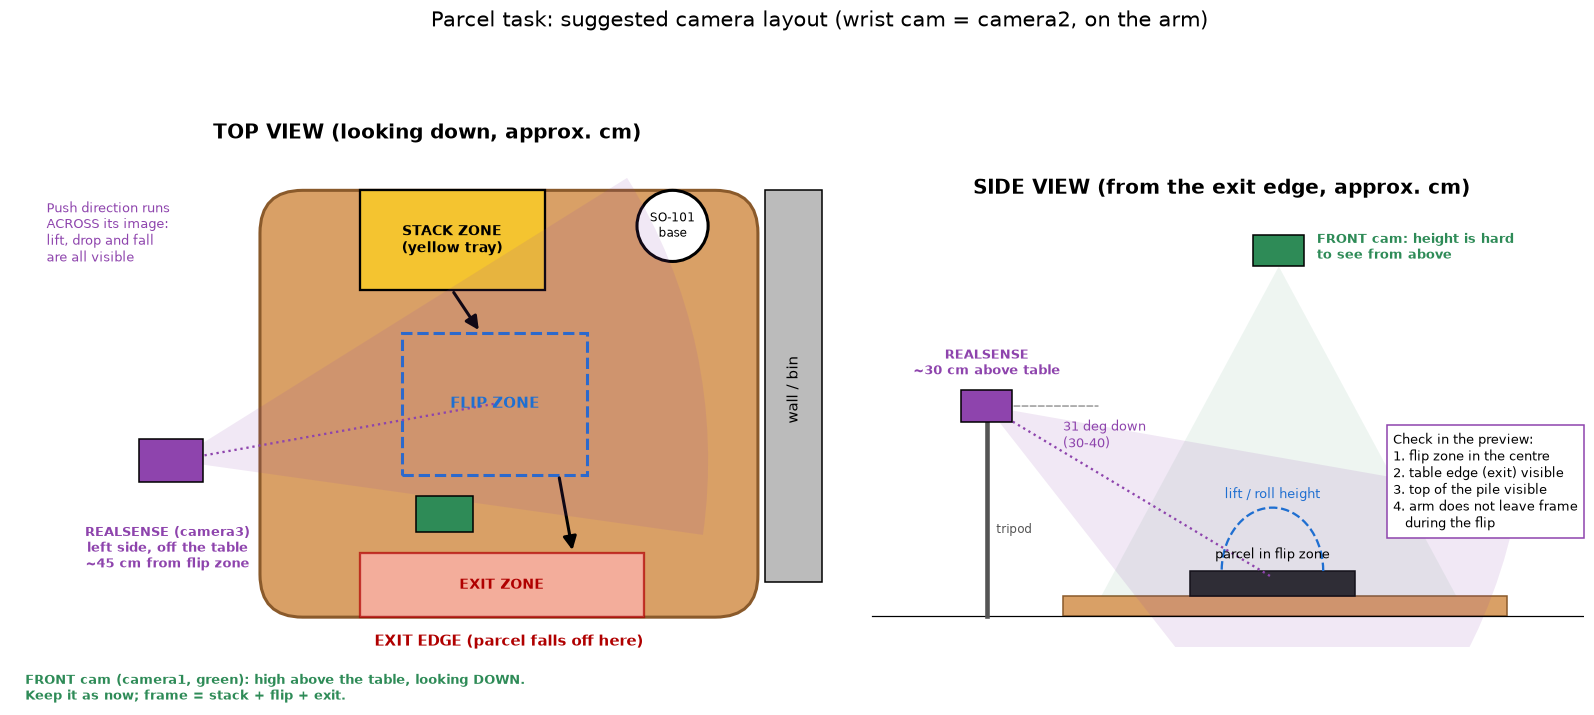 Parcel task: suggested camera layout (wrist cam = camera2, on the arm)
TOP VIEW (looking down, approx. cm)
Push direction runs
ACROSS its image:
lift, drop and fall
are all visible
STACK ZONE
(yellow tray)
SO-101
base
FLIP ZONE
wall / bin
REALSENSE (camera3)
left side, off the table
~45 cm from flip zone
EXIT ZONE
EXIT EDGE (parcel falls off here)
FRONT cam (camera1, green): high above the table, looking DOWN.
Keep it as now; frame = stack + flip + exit.
SIDE VIEW (from the exit edge, approx. cm)
FRONT cam: height is hard
to see from above
REALSENSE
~30 cm above table
31 deg down
(30-40)
Check in the preview:
1. flip zone in the centre
2. table edge (exit) visible
3. top of the pile visible
4. arm does not leave frame
during the flip
lift / roll height
tripod
parcel in flip zone